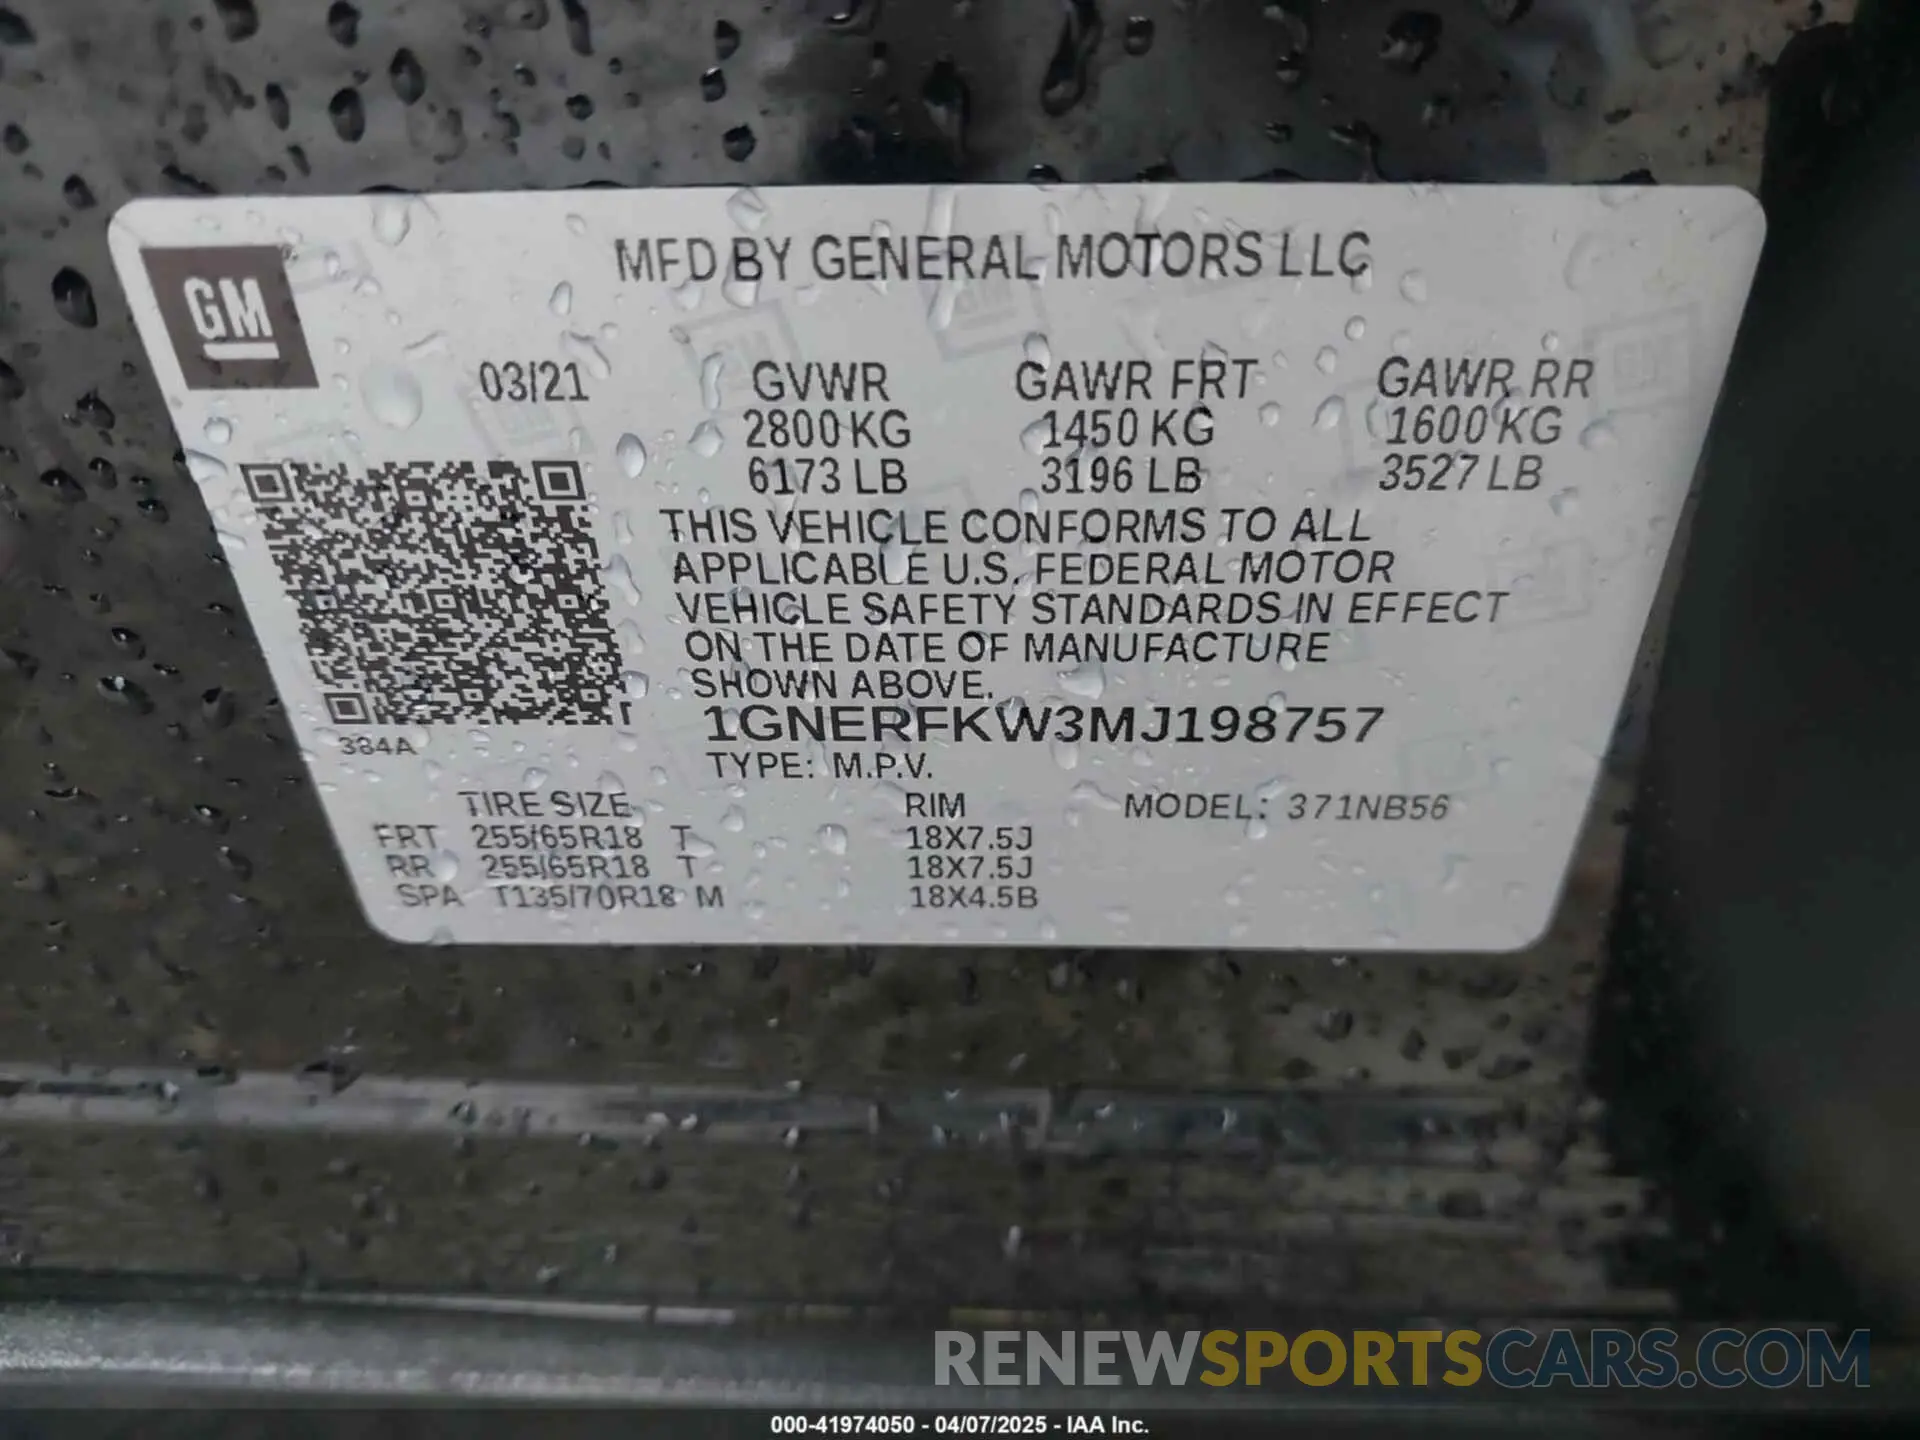 GM
MFD BY GENERAL MOTORS LLC
03/21 GVWR GAWR FRT GAWR RR
2800 KG 1450 KG 1600 KG
6173 LB 3196 LB 3527 LB
THIS VEHICLE CONFORMS TO ALL
APPLICABLE U.S. FEDERAL MOTOR
VEHICLE SAFETY STANDARDS IN EFFECT
ON THE DATE OF MANUFACTURE
SHOWN ABOVE.
1GNERFKW3MJ198757
384A
TYPE: M.P.V.
TIRE SIZE RIM MODEL: 371NB56
FRT 255/65R18 T 18X7.5J
RR 255/65R18 T 18X7.5J
SPA T135/70R18 M 18X4.5B
RENEWSPORTSCARS.COM
000-41974050 - 04/07/2025 - IAA Inc.